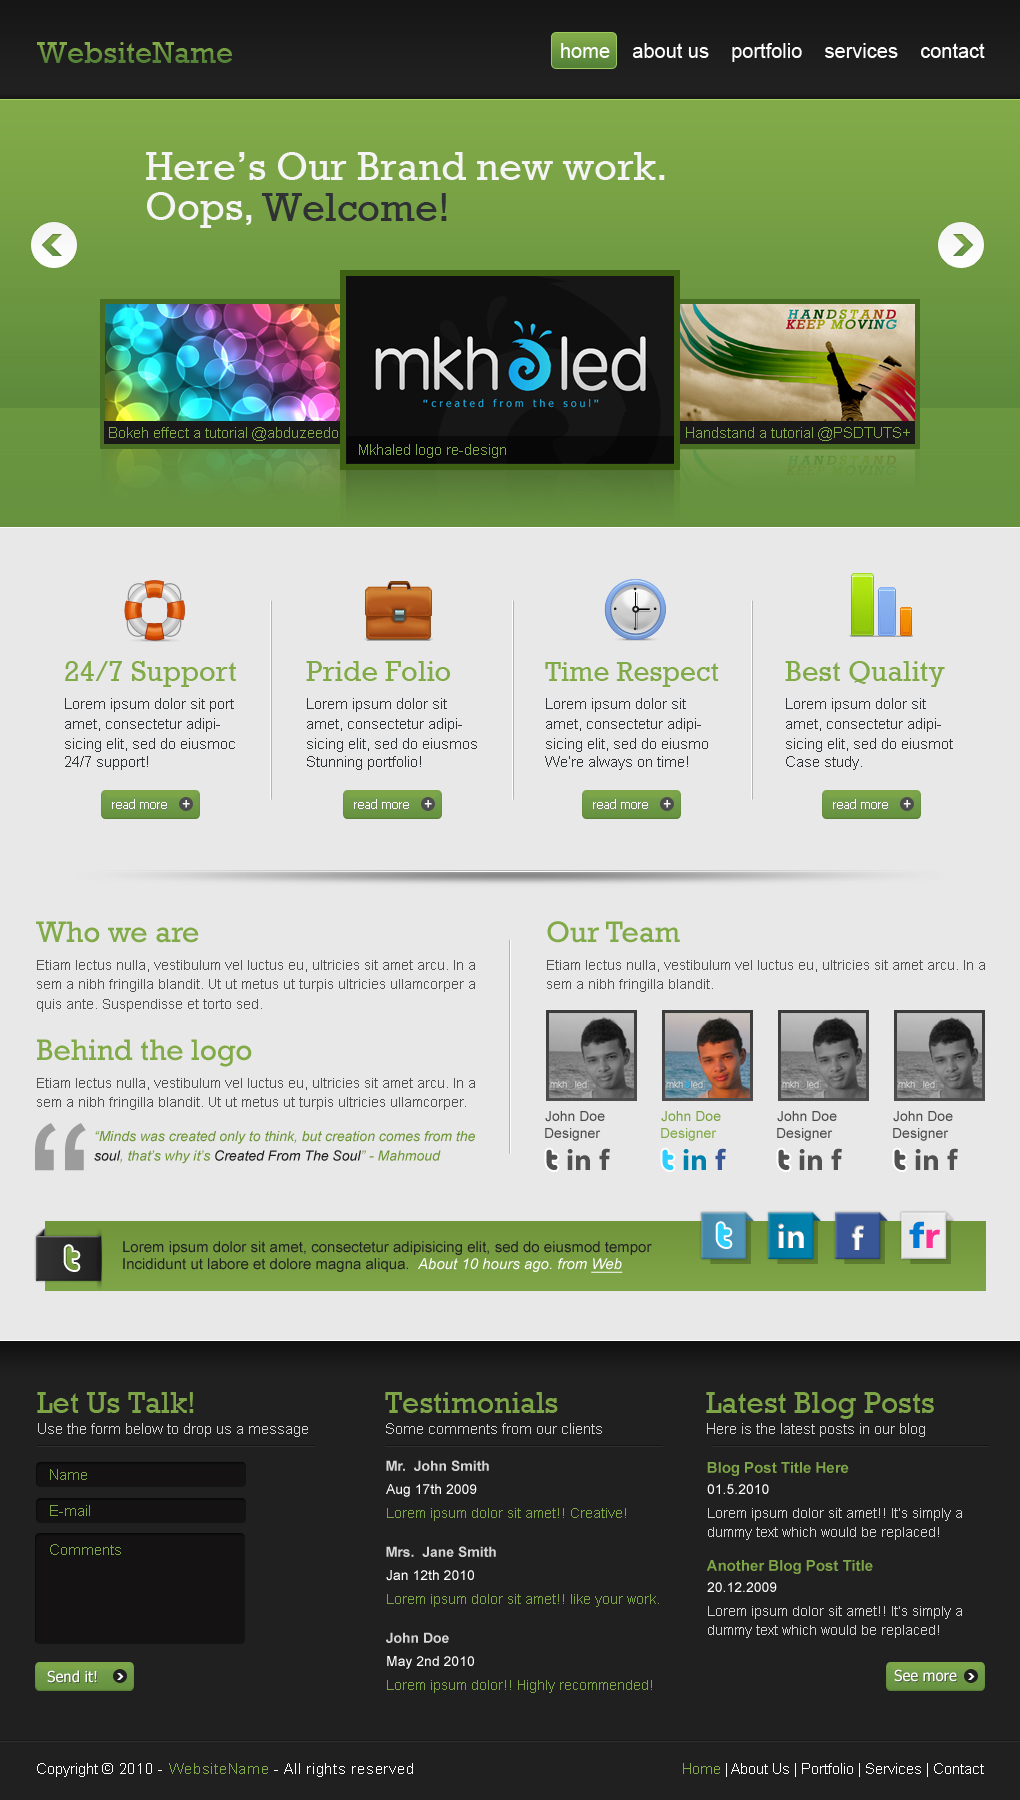 WebsiteName
home about us portfolio services contact
Here's Our Brand new work.
Oops, Welcome!
HANDSTAND
KEEP MOVING
mkhaled
"created from the soul"
Bokeh effect a tutorial @abduzeedo
Mkhaled logo re-design
Handstand a tutorial @PSDTUTS+
24/7 Support
Lorem ipsum dolor sit port
amet, consectetur adipi-
sicing elit, sed do eiusmoc
24/7 support!
read more
Pride Folio
Lorem ipsum dolor sit
amet, consectetur adipi-
sicing elit, sed do eiusmos
Stunning portfolio!
read more
Time Respect
Lorem ipsum dolor sit
amet, consectetur adipi-
sicing elit, sed do eiusmo
We're always on time!
read more
Best Quality
Lorem ipsum dolor sit
amet, consectetur adipi-
sicing elit, sed do eiusmot
Case study.
read more
Who we are
Etiam lectus nulla, vestibulum vel luctus eu, ultricies sit amet arcu. In a
sem a nibh fringilla blandit. Ut ut metus ut turpis ultricies ullamcorper a
quis ante. Suspendisse et torto sed.
Behind the logo
Etiam lectus nulla, vestibulum vel luctus eu, ultricies sit amet arcu. In a
sem a nibh fringilla blandit. Ut ut metus ut turpis ultricies ullamcorper.
"Minds was created only to think, but creation comes from the
soul, that's why it's Created From The Soul" - Mahmoud
Our Team
Etiam lectus nulla, vestibulum vel luctus eu, ultricies sit amet arcu. In a
sem a nibh fringilla blandit.
mkhaled mkhaled mkhaled mkhaled
John Doe John Doe John Doe John Doe
Designer Designer Designer Designer
t in f t in f t in f t in f
t
Lorem ipsum dolor sit amet, consectetur adipisicing elit, sed do eiusmod tempor
Incididunt ut labore et dolore magna aliqua. About 10 hours ago. from Web
t in f fr
Let Us Talk!
Use the form below to drop us a message
Name
E-mail
Comments
Send it!
Testimonials
Some comments from our clients
Mr. John Smith
Aug 17th 2009
Lorem ipsum dolor sit amet!! Creative!
Mrs. Jane Smith
Jan 12th 2010
Lorem ipsum dolor sit amet!! like your work.
John Doe
May 2nd 2010
Lorem ipsum dolor!! Highly recommended!
Latest Blog Posts
Here is the latest posts in our blog
Blog Post Title Here
01.5.2010
Lorem ipsum dolor sit amet!! It's simply a
dummy text which would be replaced!
Another Blog Post Title
20.12.2009
Lorem ipsum dolor sit amet!! It's simply a
dummy text which would be replaced!
See more
Copyright © 2010 - WebsiteName - All rights reserved
Home | About Us | Portfolio | Services | Contact